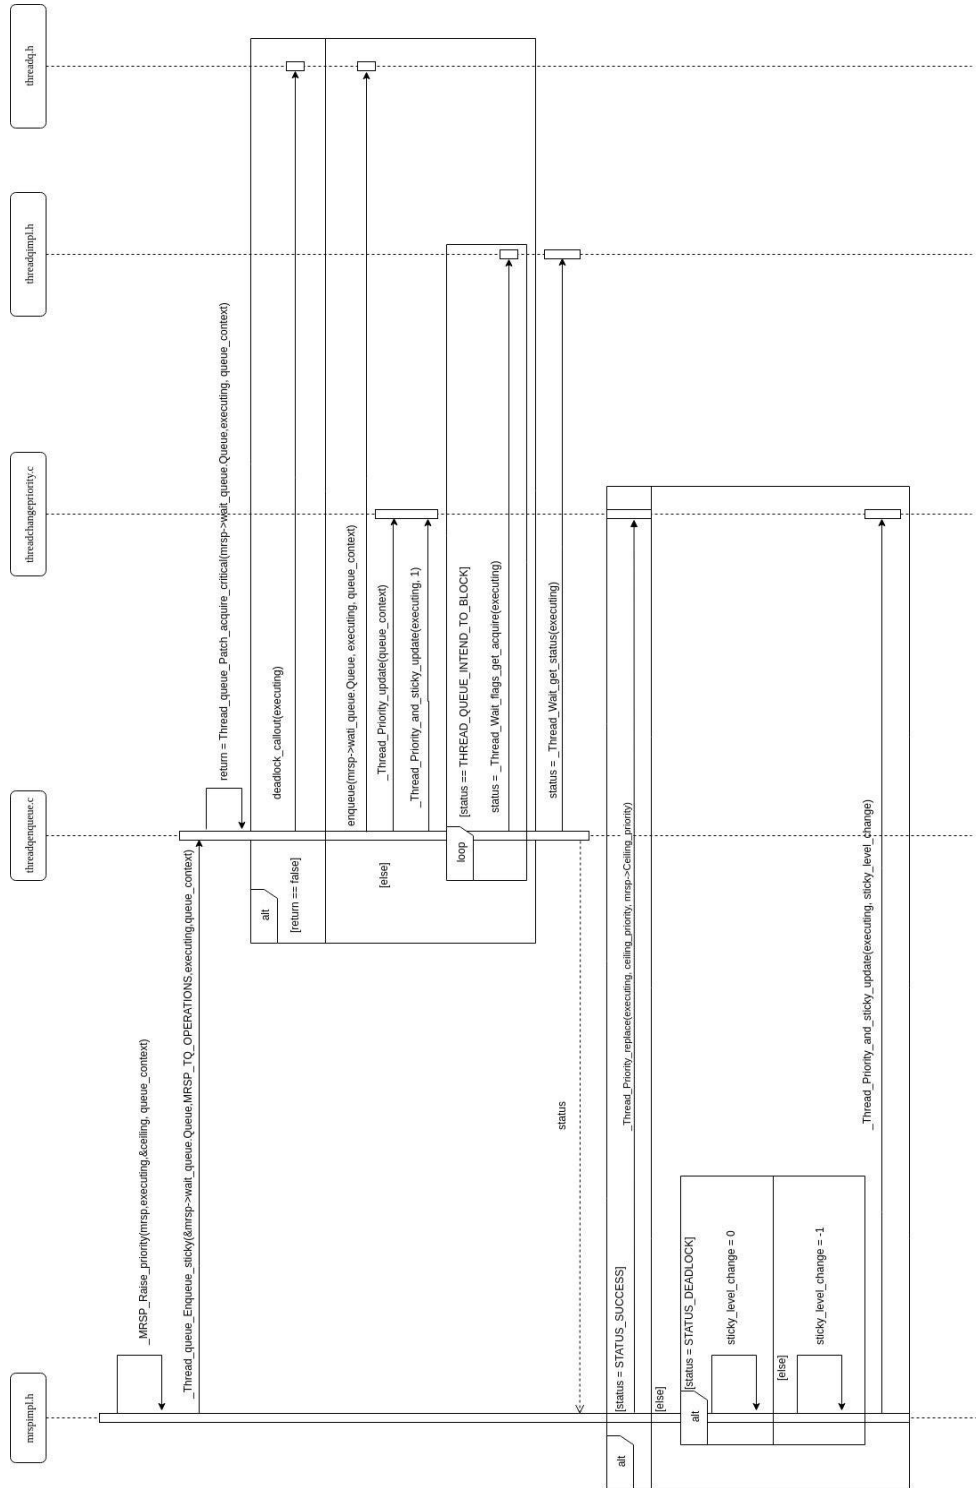 mrspimpl.h
threadqenqueue.c
threadchangepriority.c
threadqimpl.h
threadq.h
_MRSP_Raise_priority(mrsp,executing,&ceiling, queue_context)
_Thread_queue_Enqueue_sticky(&mrsp->wait_queue.Queue,MRSP_TQ_OPERATIONS,executing,queue_context)
return = Thread_queue_Patch_acquire_critical(mrsp->wait_queue.Queue,executing, queue_context)
alt
[return == false]
deadlock_callout(executing)
[else]
enqueue(mrsp->wati_queue.Queue, executing, queue_context)
_Thread_Priority_update(queue_context)
_Thread_Priority_and_sticky_update(executing, 1)
loop
[status == THREAD_QUEUE_INTEND_TO_BLOCK]
status = _Thread_Wait_flags_get_acquire(executing)
status = _Thread_Wait_get_status(executing)
status
alt
[status = STATUS_SUCCESS]
_Thread_Priority_replace(executing, ceiling_priority, mrsp->Ceiling_priority)
[else]
alt
[status = STATUS_DEADLOCK]
sticky_level_change = 0
[else]
sticky_level_change = -1
_Thread_Priority_and_sticky_update(executing, sticky_level_change)